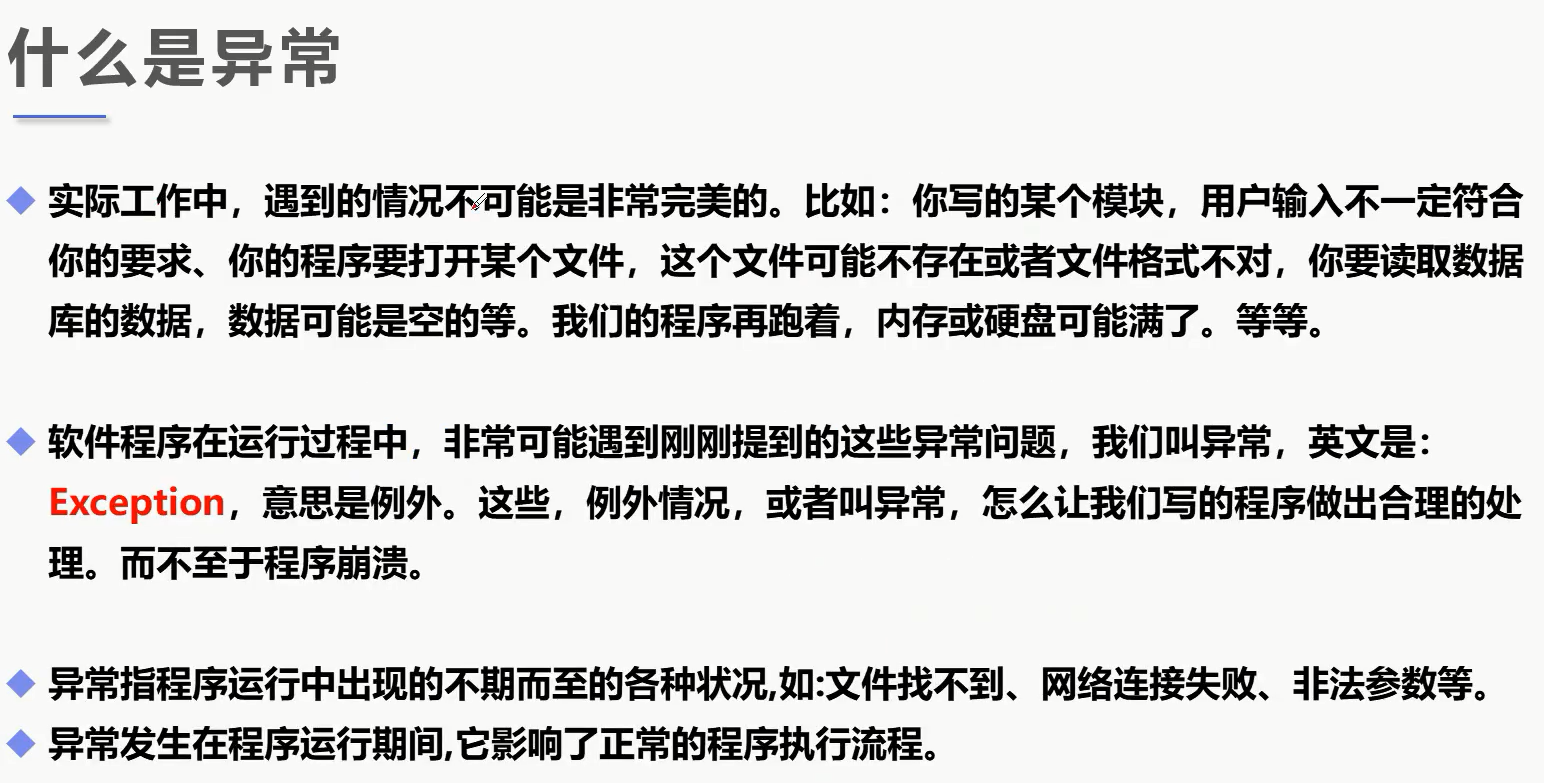 什么是异常
实际工作中，遇到的情况不可能是非常完美的。比如：你写的某个模块，用户输入不一定符合
你的要求、你的程序要打开某个文件，这个文件可能不存在或者文件格式不对，你要读取数据
库的数据，数据可能是空的等。我们的程序再跑着，内存或硬盘可能满了。等等。
软件程序在运行过程中，非常可能遇到刚刚提到的这些异常问题，我们叫异常，英文是：
Exception，意思是例外。这些，例外情况，或者叫异常，怎么让我们写的程序做出合理的处
理。而不至于程序崩溃。
异常指程序运行中出现的不期而至的各种状况,如:文件找不到、网络连接失败、非法参数等。
异常发生在程序运行期间,它影响了正常的程序执行流程。